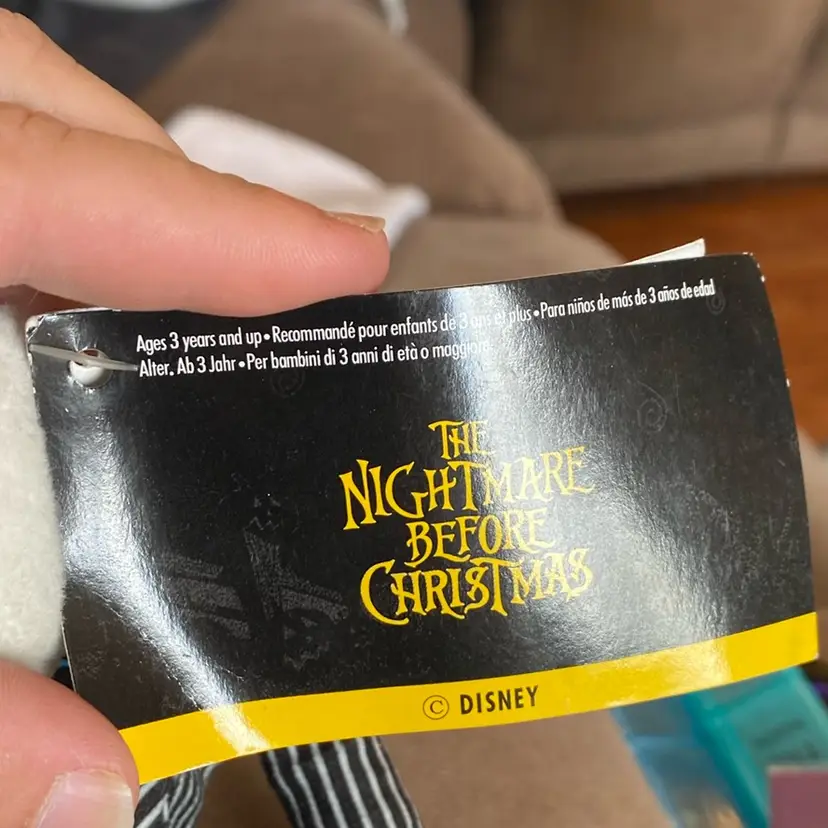 Ages 3 years and up•Recommandé pour enfants de 3 ans et plus•Para niños de más de 3 años de edad
Alter. Ab 3 Jahr•Per bambini di 3 anni di età o maggiore.
THE
NIGHTMARE
BEFORE
CHRISTMAS
© DISNEY